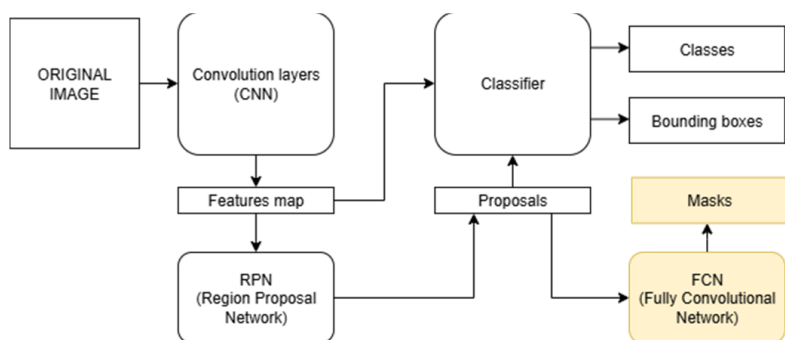 ORIGINAL
IMAGE
Convolution layers
(CNN)
Classifier
Classes
Bounding boxes
Features map
Proposals
Masks
RPN
(Region Proposal
Network)
FCN
(Fully Convolutional
Network)